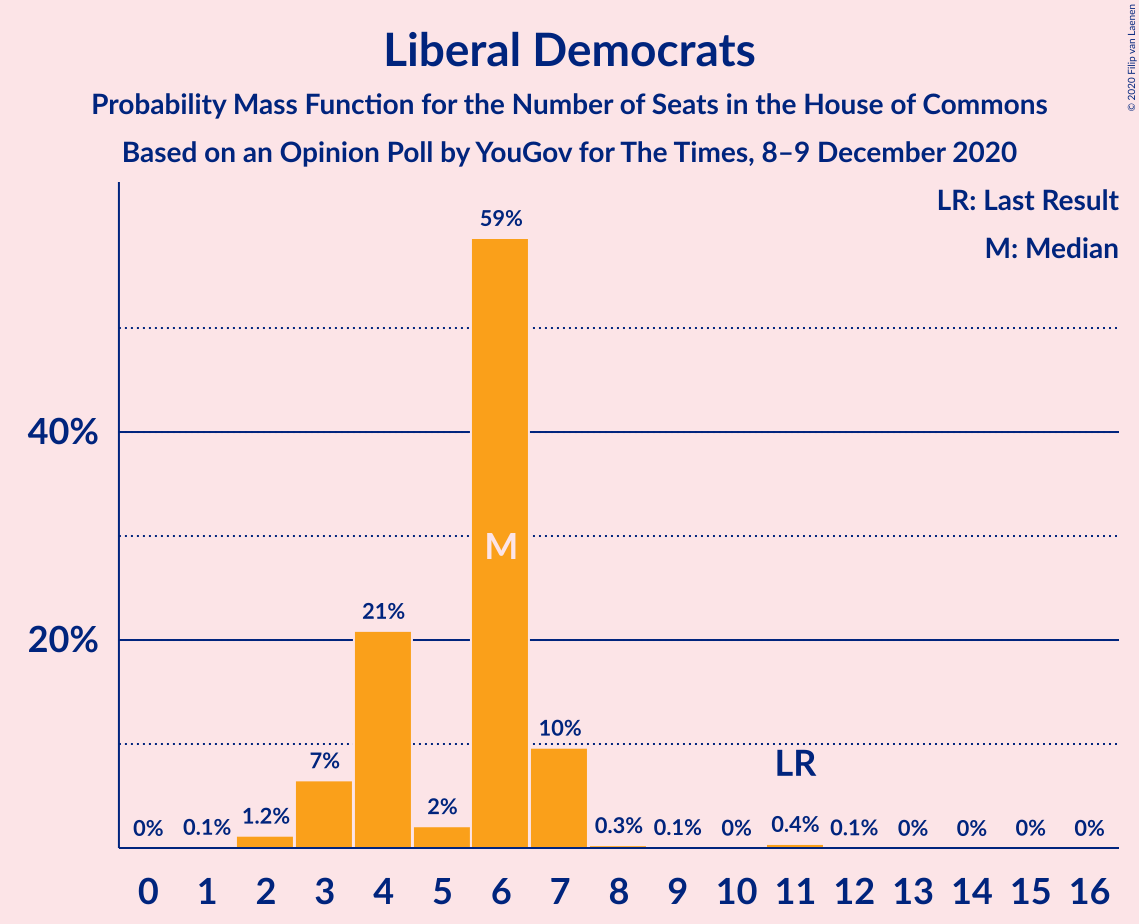 Liberal Democrats
Probability Mass Function for the Number of Seats in the House of Commons
Based on an Opinion Poll by YouGov for The Times, 8–9 December 2020
© 2020 Filip van Laenen
LR: Last Result
M: Median
59%
40%
M
21%
20%
10%
7%
LR
2%
1.2%
0% 0.1% 0.3% 0.1% 0% 0.4% 0.1% 0% 0% 0% 0%
0 1 2 3 4 5 6 7 8 9 10 11 12 13 14 15 16